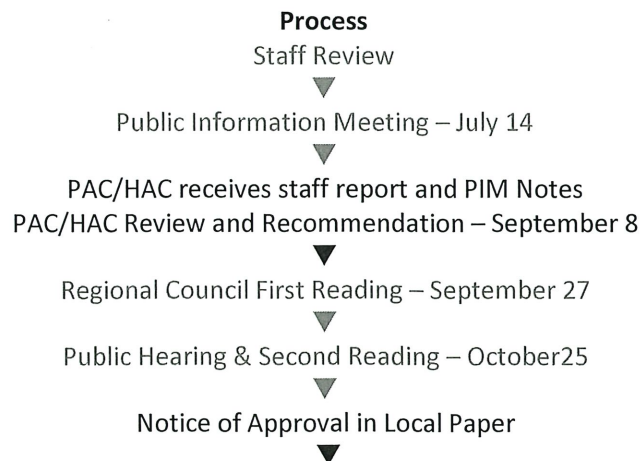 Process
Staff Review
Public Information Meeting – July 14
PAC/HAC receives staff report and PIM Notes
PAC/HAC Review and Recommendation – September 8
Regional Council First Reading – September 27
Public Hearing & Second Reading – October25
Notice of Approval in Local Paper